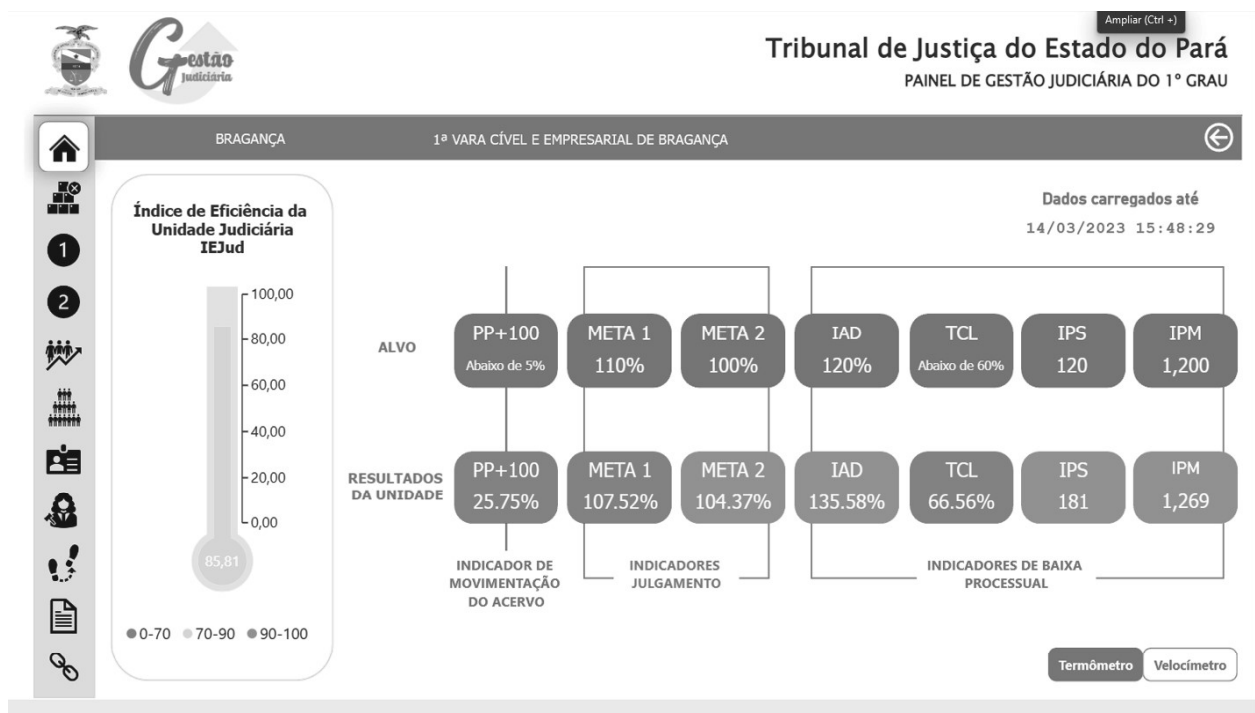 Ampliar (Ctrl +)
Gestão
Judiciária
Tribunal de Justiça do Estado do Pará
PAINEL DE GESTÃO JUDICIÁRIA DO 1º GRAU
BRAGANÇA
1ª VARA CÍVEL E EMPRESARIAL DE BRAGANÇA
1
2
Índice de Eficiência da
Unidade Judiciária
IEJud
100,00
80,00
60,00
40,00
20,00
0,00
85,81
0-70 70-90 90-100
Dados carregados até
14/03/2023 15:48:29
ALVO
PP+100 META 1 META 2 IAD TCL IPS IPM
Abaixo de 5% 110% 100% 120% Abaixo de 60% 120 1,200
RESULTADOS
DA UNIDADE
PP+100 META 1 META 2 IAD TCL IPS IPM
25.75% 107.52% 104.37% 135.58% 66.56% 181 1,269
INDICADOR DE
MOVIMENTAÇÃO
DO ACERVO
INDICADORES
JULGAMENTO
INDICADORES DE BAIXA
PROCESSUAL
Termômetro Velocímetro